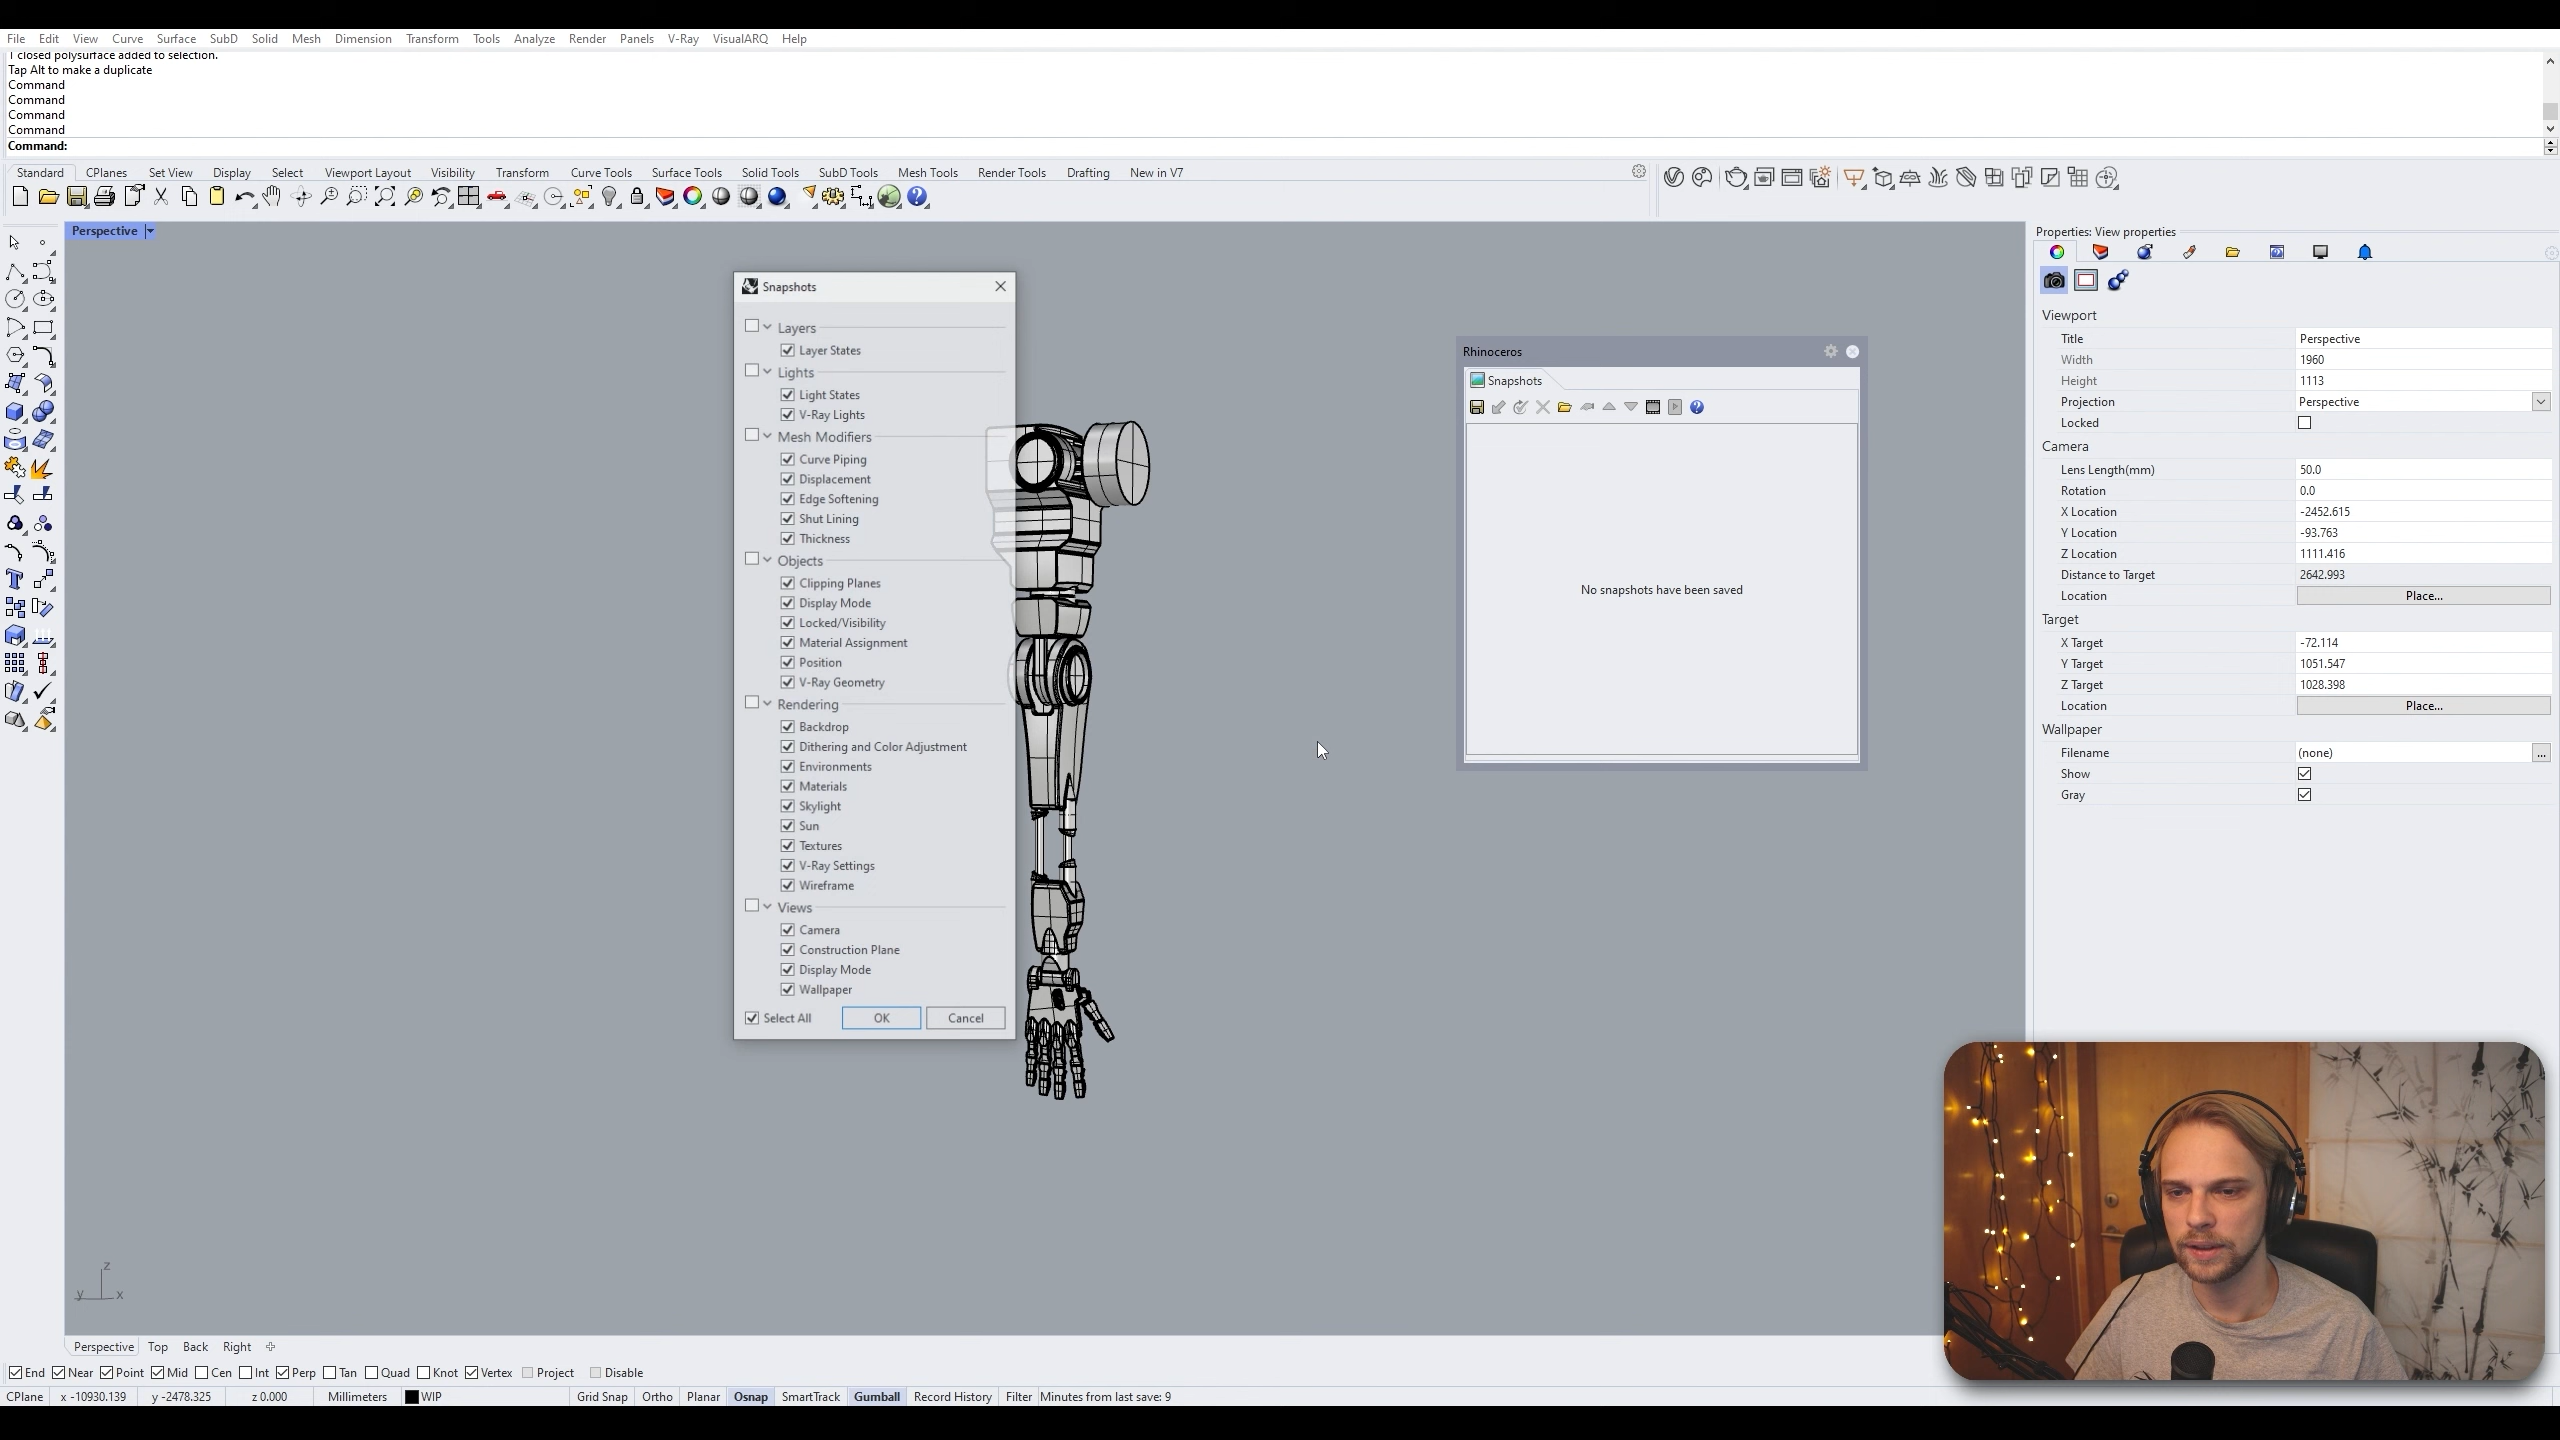 File Edit View Curve Surface SubD Solid Mesh Dimension Transform Tools Analyze Render Panels V-Ray VisualARQ Help
1 closed polysurface added to selection.
Tap Alt to make a duplicate
Command
Command
Command
Command
Command:
Standard CPlanes Set View Display Select Viewport Layout Visibility Transform Curve Tools Surface Tools Solid Tools SubD Tools Mesh Tools Render Tools Drafting New in V7
Perspective
Snapshots
Layers
Layer States
Lights
Light States
V-Ray Lights
Mesh Modifiers
Curve Piping
Displacement
Edge Softening
Shut Lining
Thickness
Objects
Clipping Planes
Display Mode
Locked/Visibility
Material Assignment
Position
V-Ray Geometry
Rendering
Backdrop
Dithering and Color Adjustment
Environments
Materials
Skylight
Sun
Textures
V-Ray Settings
Wireframe
Views
Camera
Construction Plane
Display Mode
Wallpaper
Select All OK Cancel
Rhinoceros
Snapshots
No snapshots have been saved
Properties: View properties
Viewport
Title Perspective
Width 1960
Height 1113
Projection Perspective
Locked
Camera
Lens Length(mm) 50.0
Rotation 0.0
X Location -2452.615
Y Location -93.763
Z Location 1111.416
Distance to Target 2642.993
Location Place...
Target
X Target -72.114
Y Target 1051.547
Z Target 1028.398
Location Place...
Wallpaper
Filename (none) ...
Show
Gray
z
y x
Perspective Top Back Right
End Near Point Mid Cen Int Perp Tan Quad Knot Vertex Project Disable
CPlane x -10930.139 y -2478.325 z 0.000 Millimeters WIP Grid Snap Ortho Planar Osnap SmartTrack Gumball Record History Filter Minutes from last save: 9